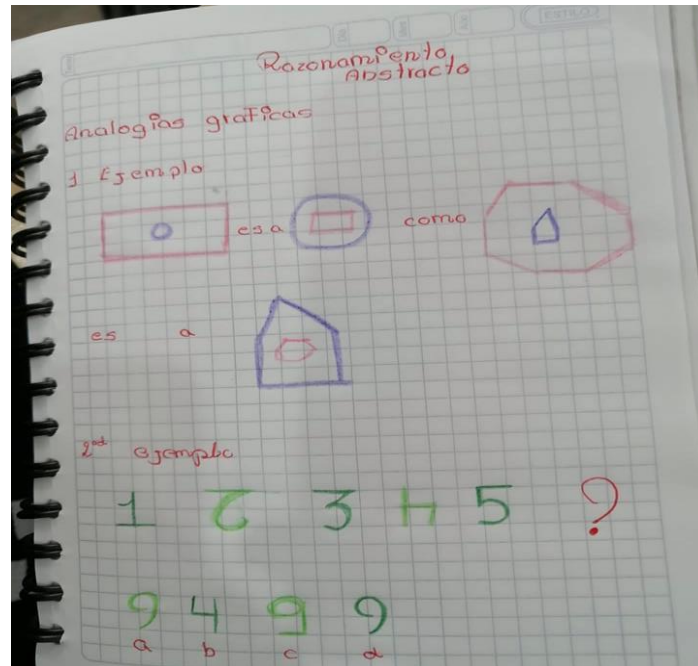 Razonamiento
Abstracto
Analogias graficas
1 Ejemplo
es a como
es a
2do ejemplo
1 2 3 4 5 ?
9 4 9
a b c d